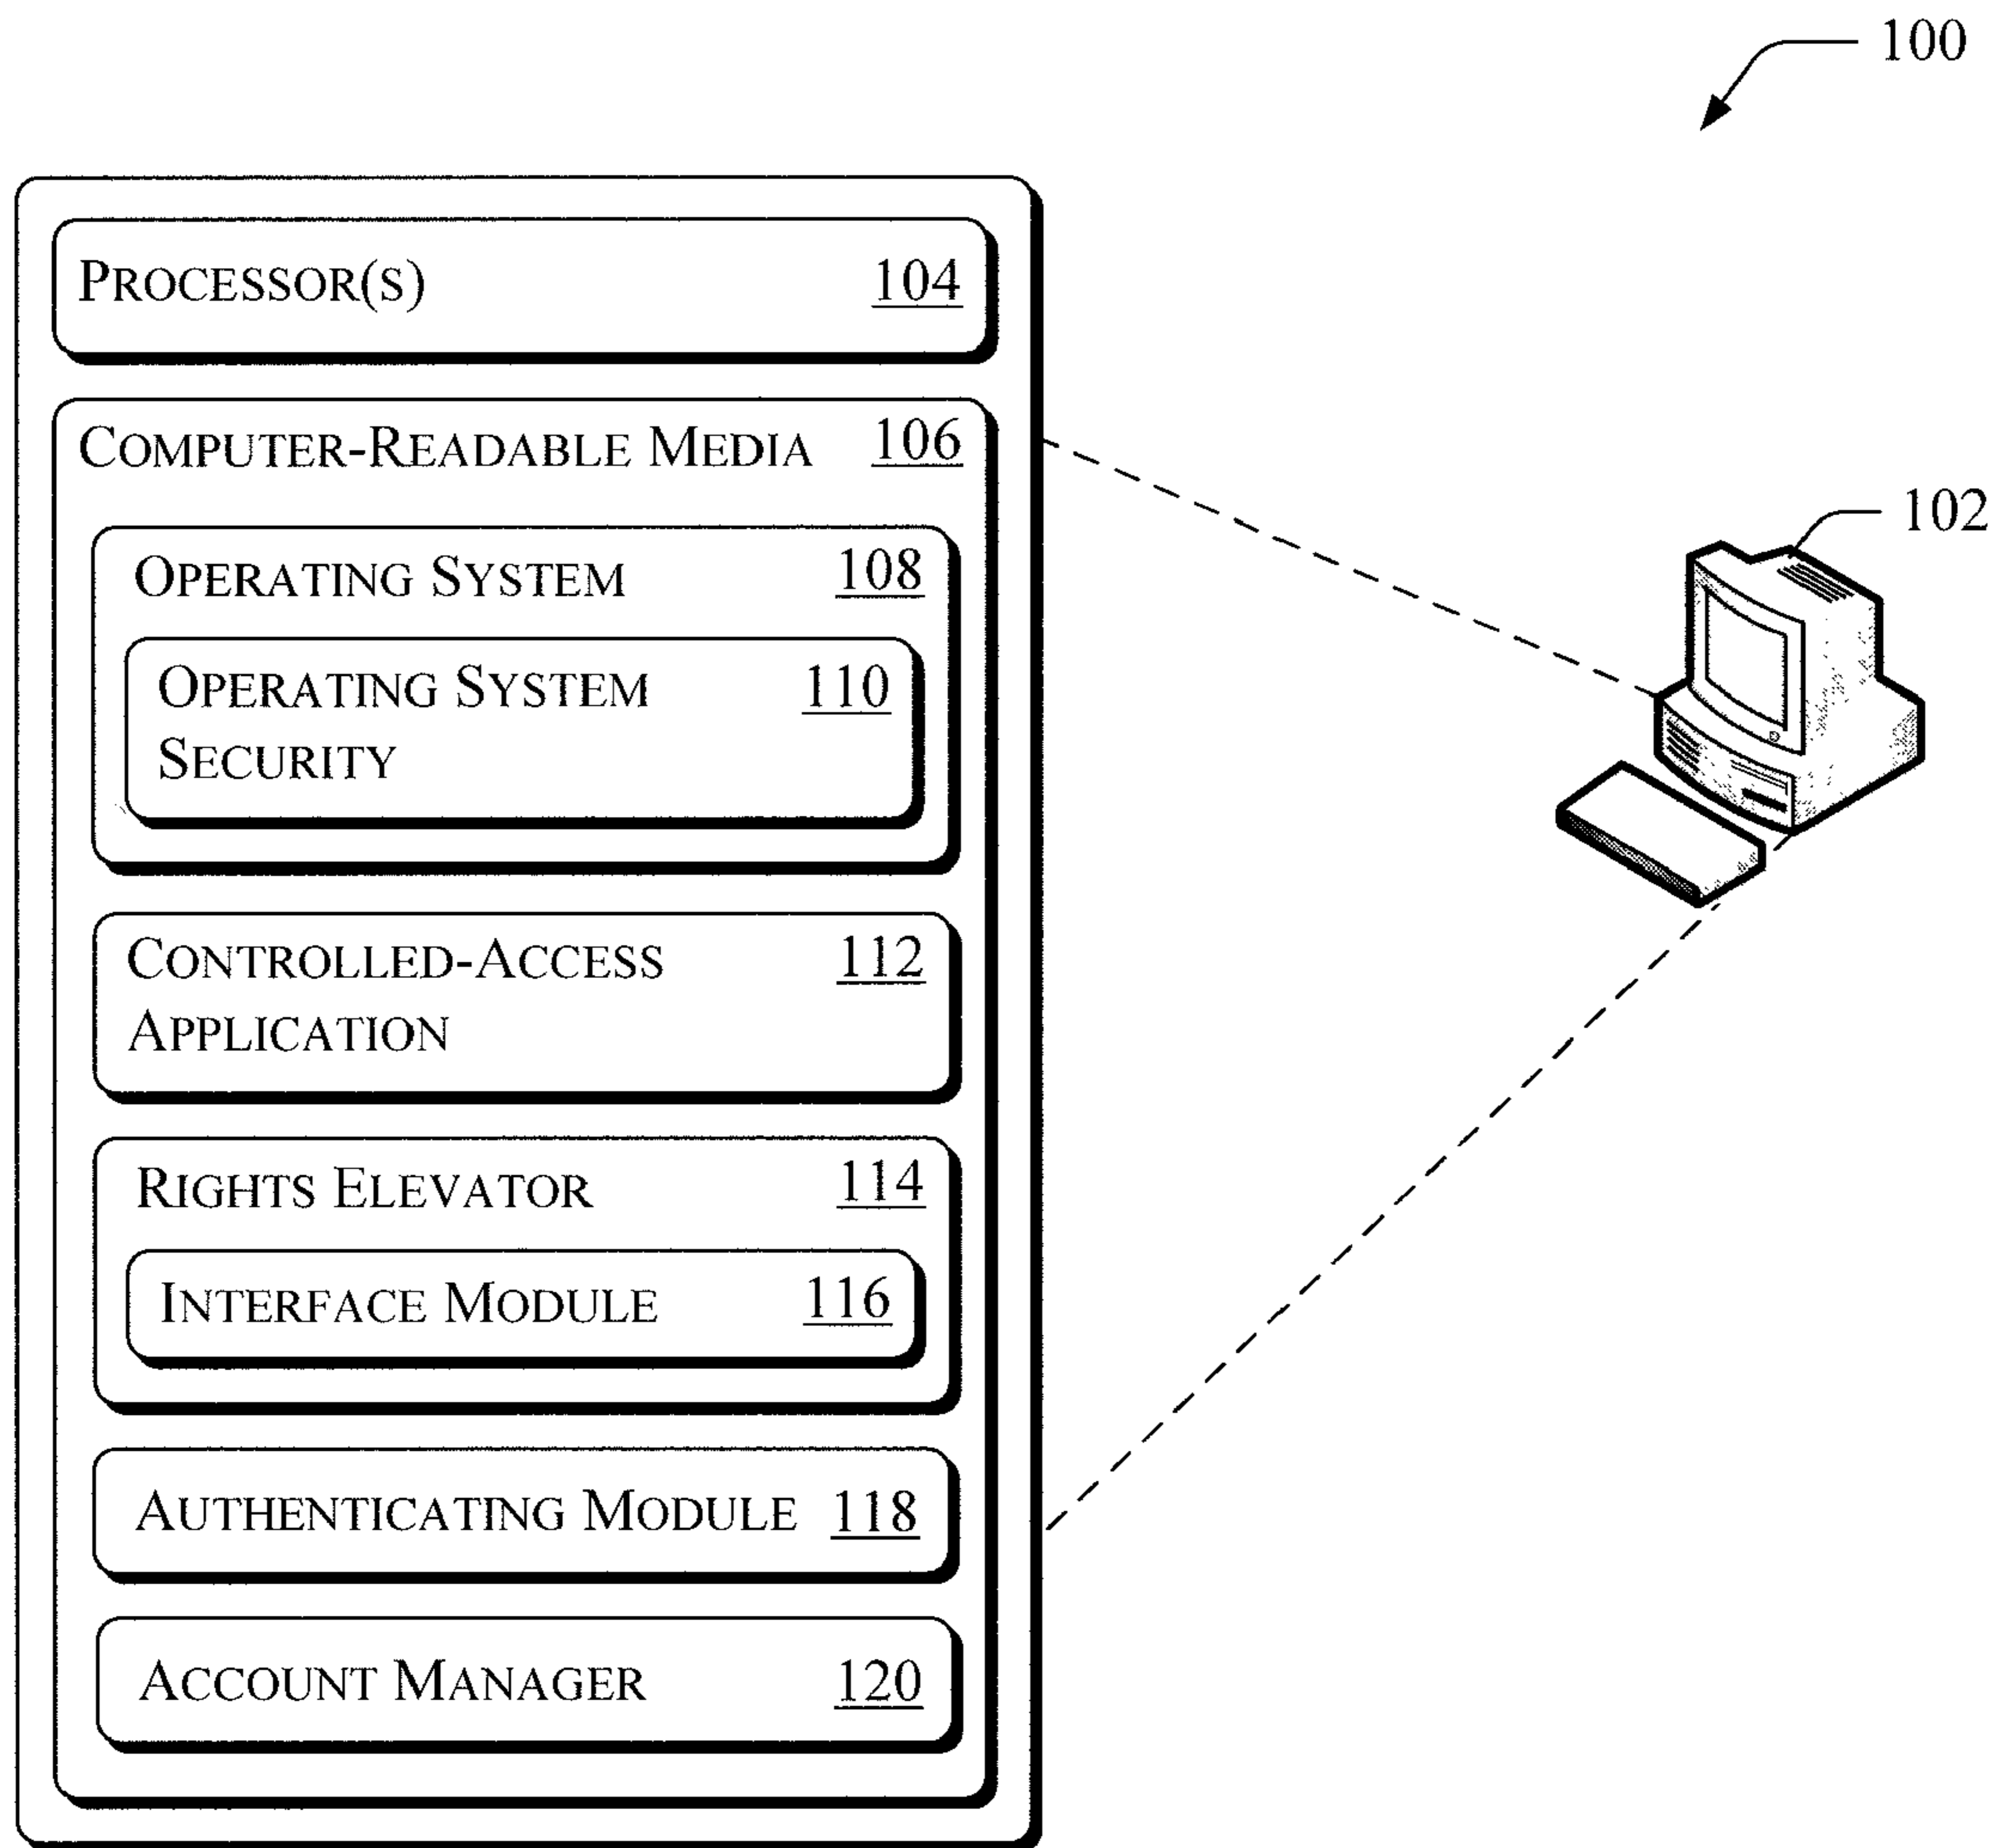 100
PROCESSOR(S) 104
COMPUTER-READABLE MEDIA 106
102
OPERATING SYSTEM 108
OPERATING SYSTEM 110
SECURITY
CONTROLLED-ACCESS 112
APPLICATION
RIGHTS ELEVATOR 114
INTERFACE MODULE 116
AUTHENTICATING MODULE 118
ACCOUNT MANAGER 120